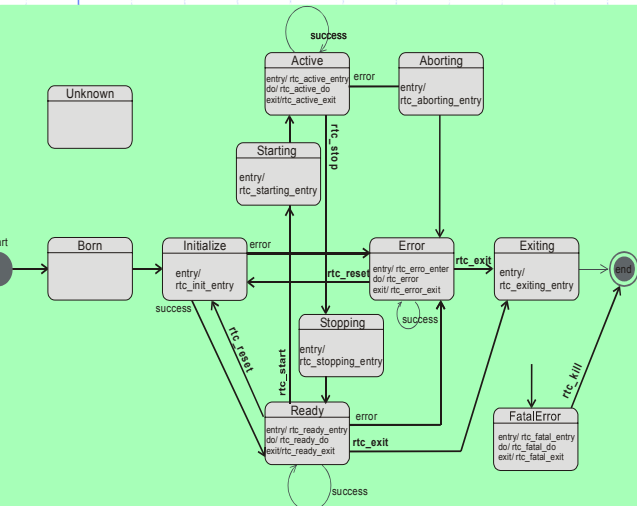 success
Active
entry/ rtc_active_entry
do/ rtc_active_do
exit/rtc_active_exit
error
Aborting
entry/
rtc_aborting_entry
Unknown
rtc_stop
Starting
entry/
rtc_starting_entry
art
Born
Initialize
entry/
rtc_init_entry
success
error
rtc_reset
Error
entry/ rtc_erro_enter
do/ rtc_error
exit/ rtc_error_exit
success
rtc_exit
Exiting
entry/
rtc_exiting_entry
end
rtc_reset
rtc_start
Stopping
entry/
rtc_stopping_entry
rtc_kill
Ready
entry/ rtc_ready_entry
do/ rtc_ready_do
exit/rtc_ready_exit
error
rtc_exit
success
FatalError
entry/ rtc_fatal_entry
do/ rtc_fatal_do
exit/ rtc_fatal_exit